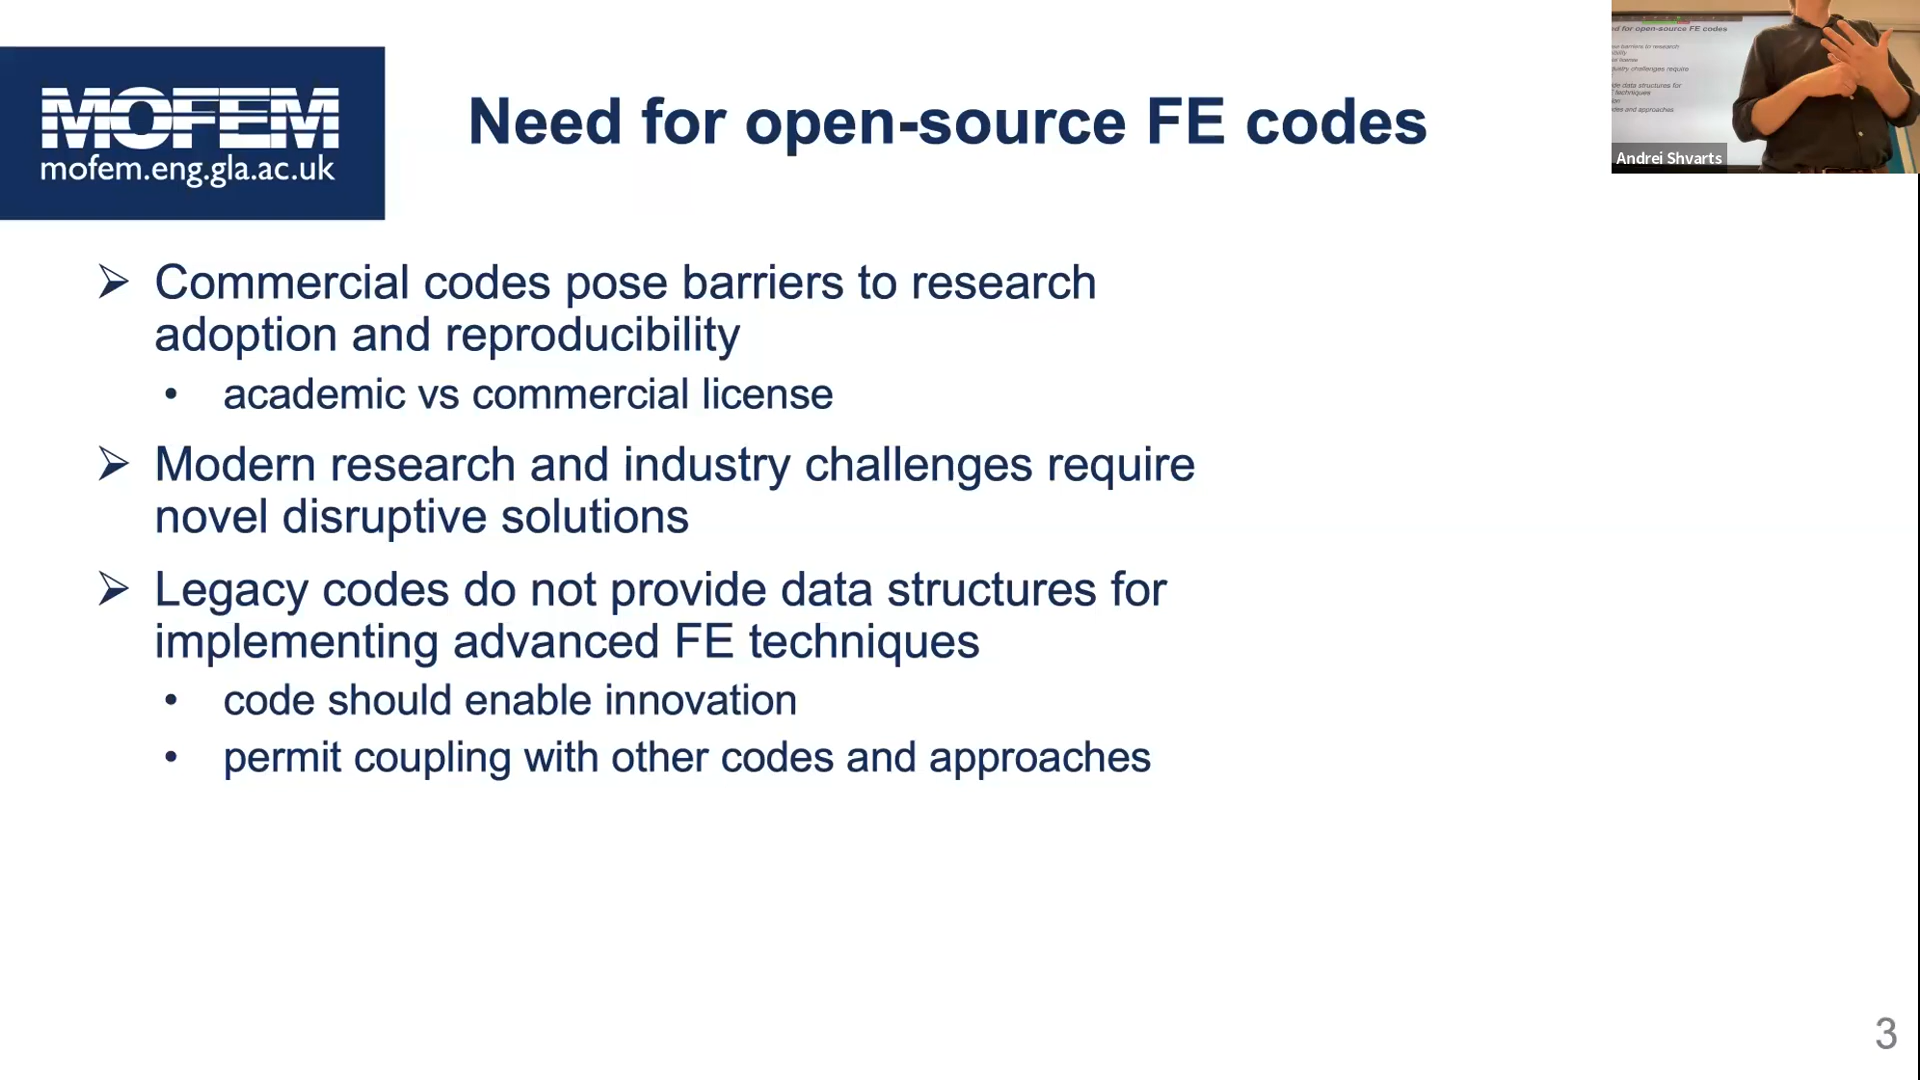 MOFEM
mofem.eng.gla.ac.uk
Need for open-source FE codes
Andrei Shvarts
➢ Commercial codes pose barriers to research
adoption and reproducibility
• academic vs commercial license
➢ Modern research and industry challenges require
novel disruptive solutions
➢ Legacy codes do not provide data structures for
implementing advanced FE techniques
• code should enable innovation
• permit coupling with other codes and approaches
3